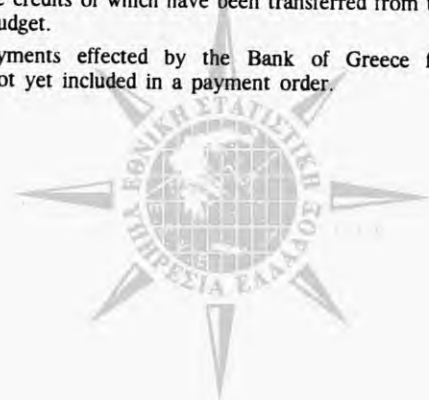 e credits of which have been transferred from
udget.
yments effected by the Bank of Greece
ot yet included in a payment order.
ΕΘΝΙΚΗ ΣΤΑΤΙΣΤΙΚΗ
ΥΠΗΡΕΣΙΑ ΕΛΛΑΔΟΣ